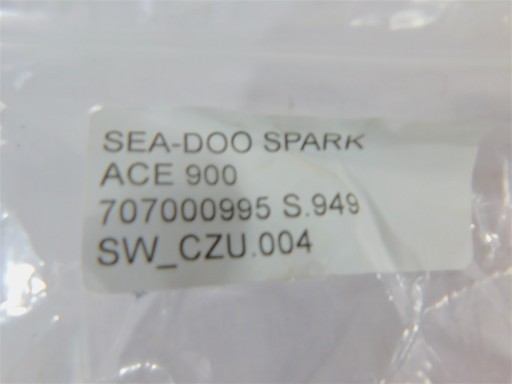 SEA-DOO SPARK
ACE 900
707000995 S.949
SW_CZU.004